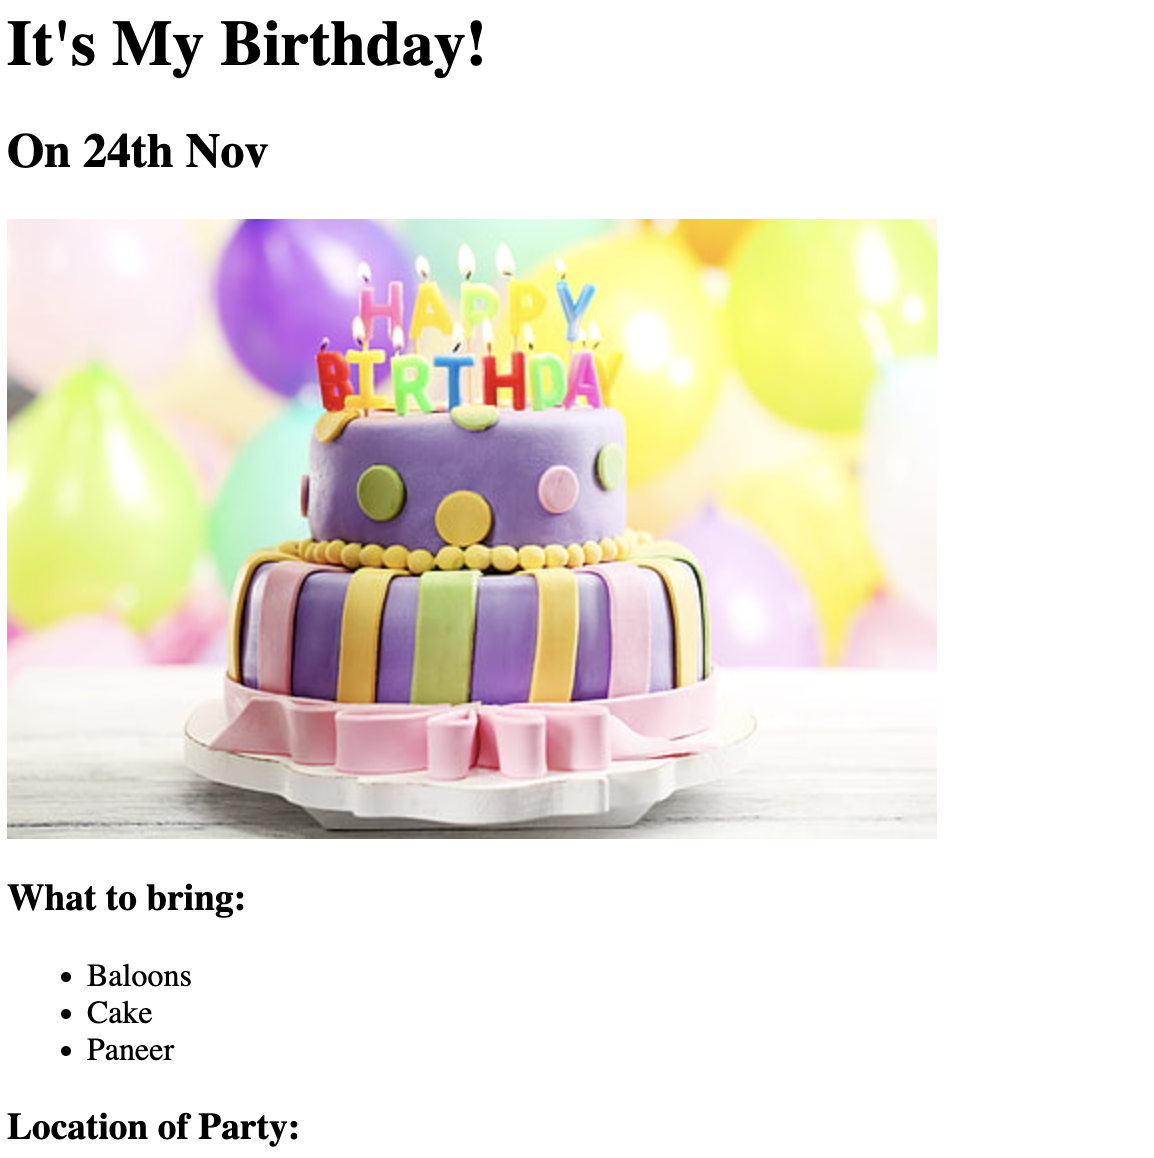 It's My Birthday!
On 24th Nov
HAPPY
BIRTHDAY
What to bring:
Baloons
Cake
Paneer
Location of Party: